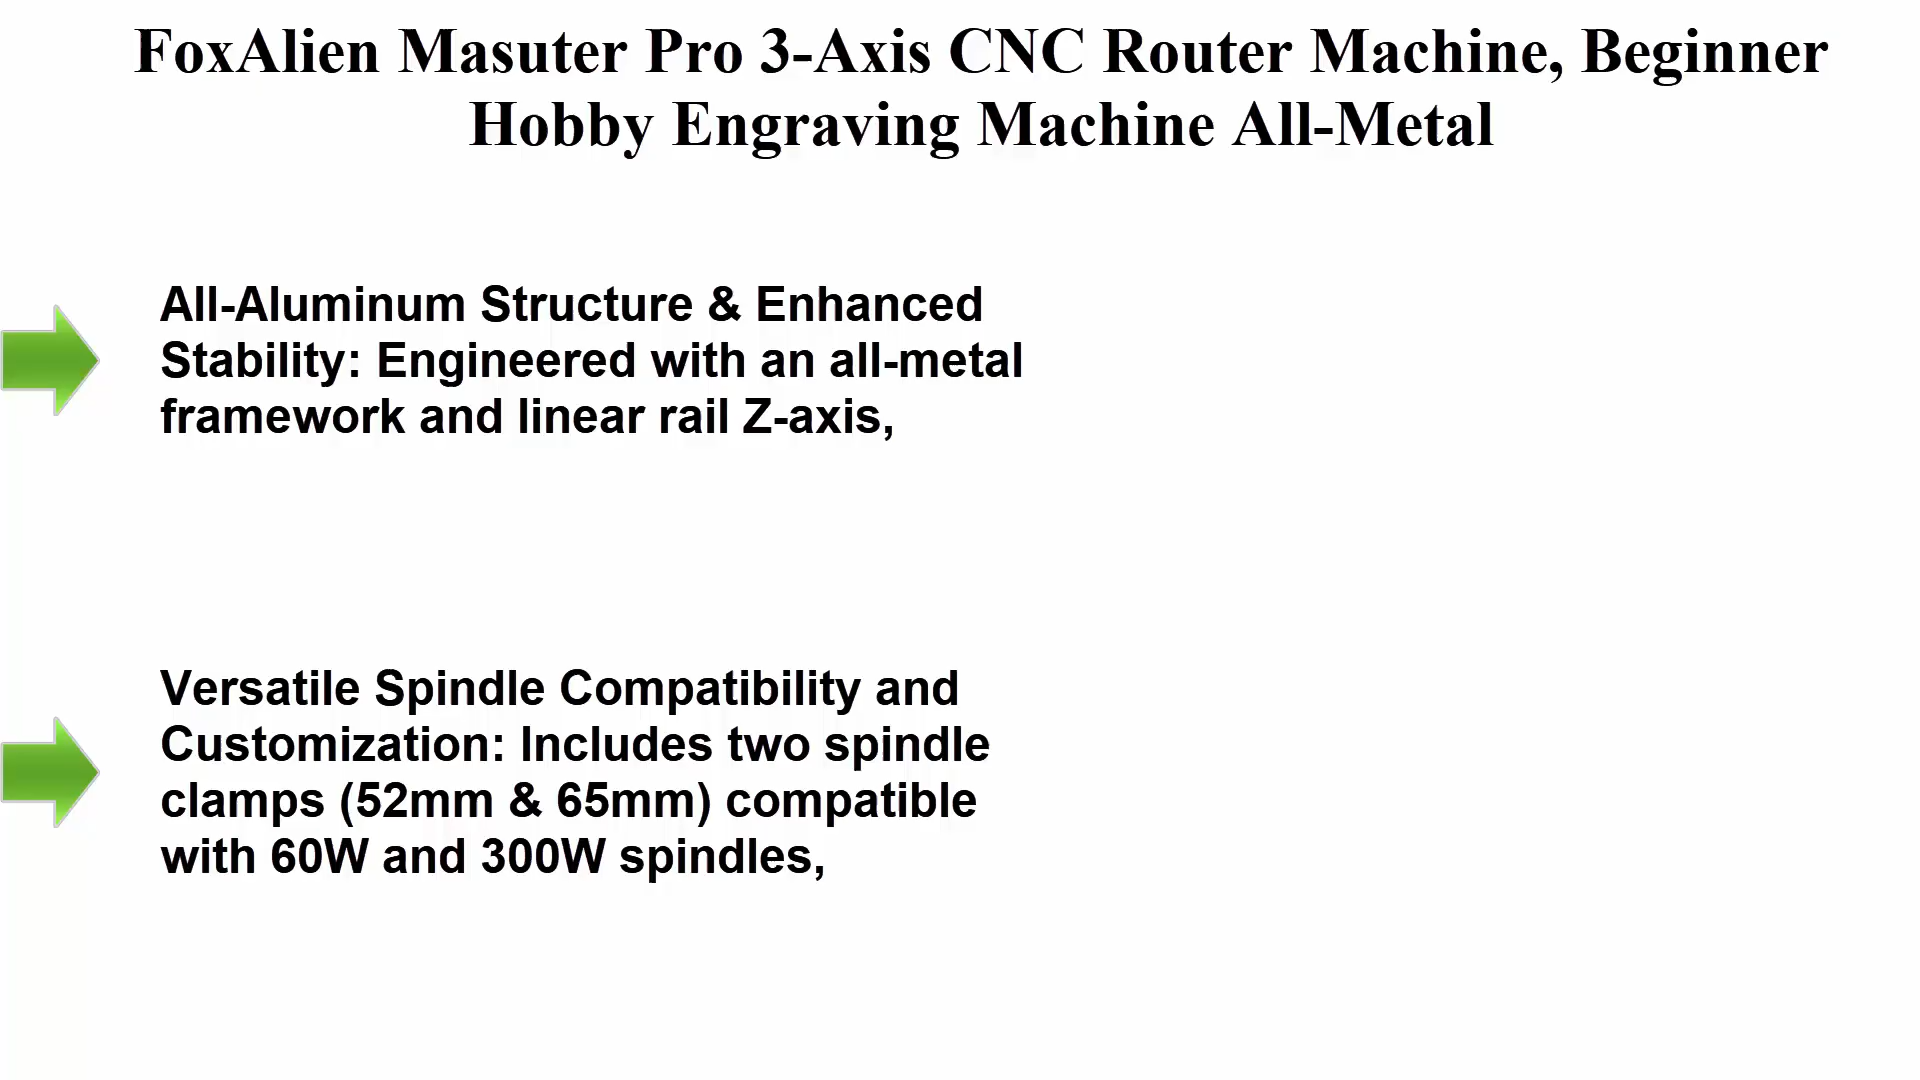 FoxAlien Masuter Pro 3-Axis CNC Router Machine, Beginner
Hobby Engraving Machine All-Metal
All-Aluminum Structure & Enhanced
Stability: Engineered with an all-metal
framework and linear rail Z-axis,
Versatile Spindle Compatibility and
Customization: Includes two spindle
clamps (52mm & 65mm) compatible
with 60W and 300W spindles,